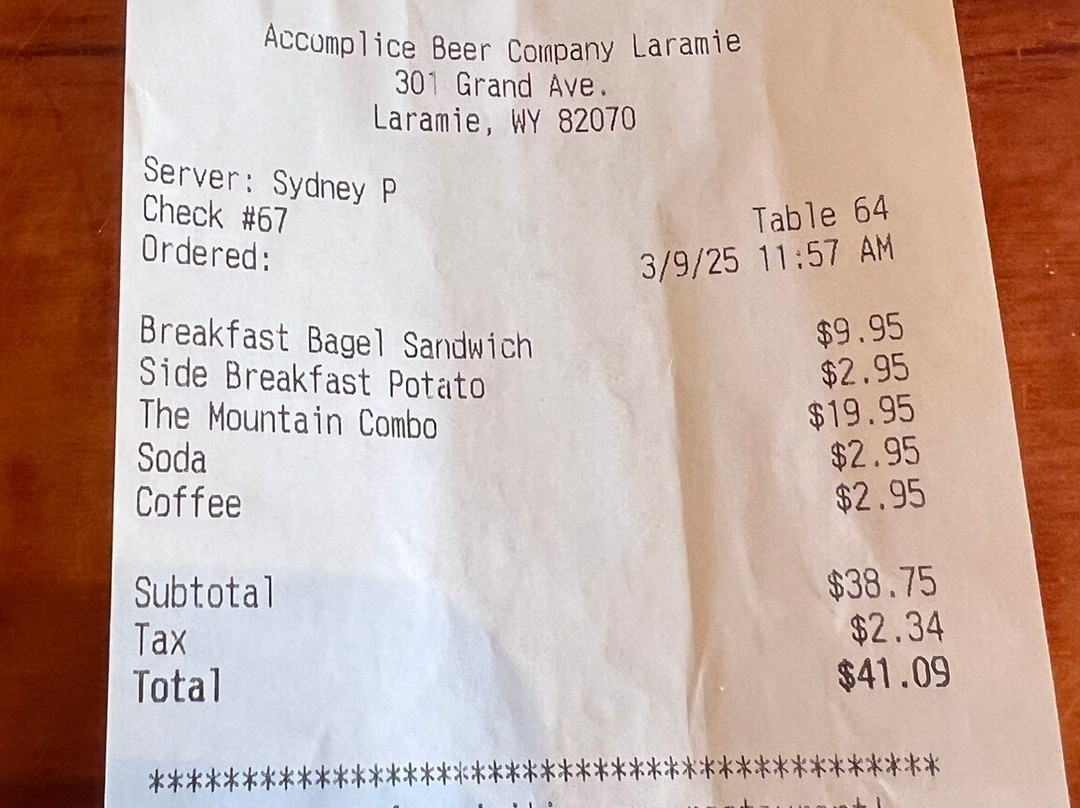 Accomplice Beer Company Laramie
301 Grand Ave.
Laramie, WY 82070
Server: Sydney P
Check #67 Table 64
Ordered: 3/9/25 11:57 AM
Breakfast Bagel Sandwich $9.95
Side Breakfast Potato $2.95
The Mountain Combo $19.95
Soda $2.95
Coffee $2.95
Subtotal $38.75
Tax $2.34
Total $41.09
********************************************